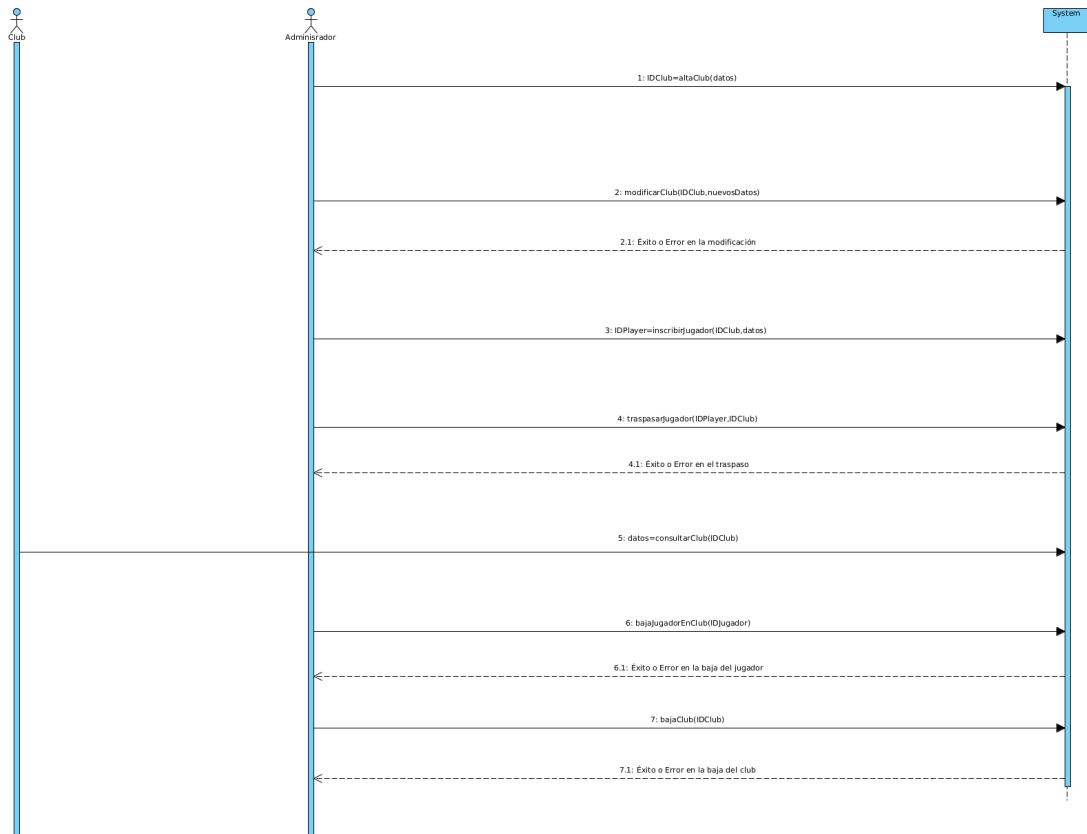 Club
Adminisrador
System
1: IDClub=altaClub(datos)
2: modificarClub(IDClub,nuevosDatos)
2.1: Éxito o Error en la modificación
3: IDPlayer=inscribirJugador(IDClub,datos)
4: traspasarJugador(IDPlayer,IDClub)
4.1: Éxito o Error en el traspaso
5: datos=consultarClub(IDClub)
6: bajaJugadorEnClub(IDJugador)
6.1: Éxito o Error en la baja del jugador
7: bajaClub(IDClub)
7.1: Éxito o Error en la baja del club